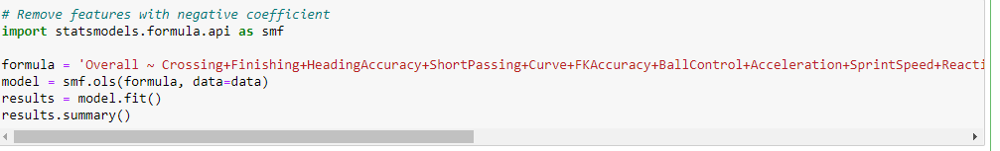 # Remove features with negative coefficient
import statsmodels.formula.api as smf
formula = 'Overall ~ Crossing+Finishing+HeadingAccuracy+ShortPassing+Curve+FKAccuracy+BallControl+Acceleration+SprintSpeed+Reacti
model = smf.ols(formula, data=data)
results = model.fit()
results.summary()